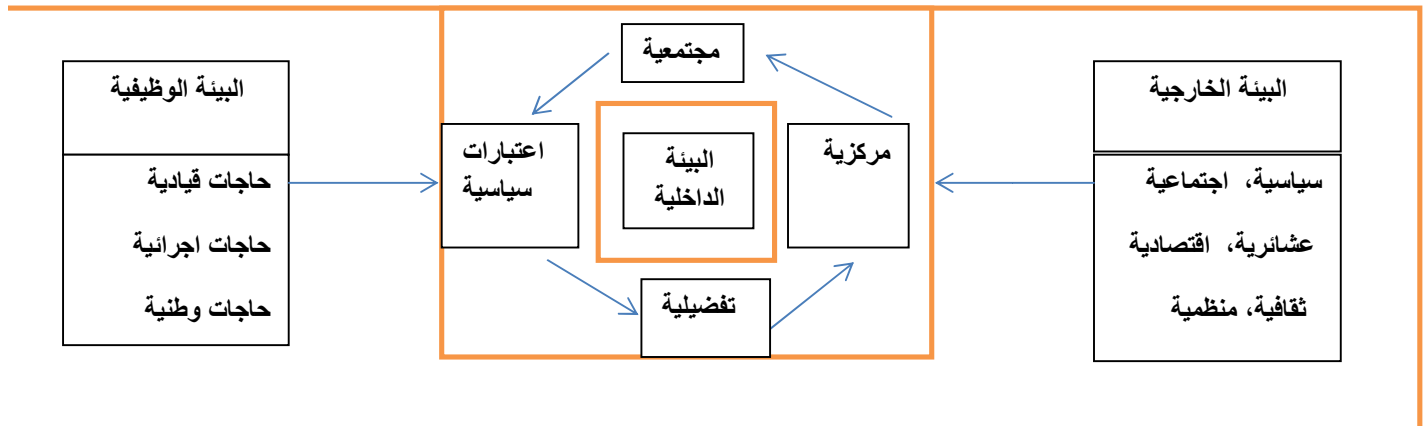 مجتمعية
البيئة الخارجية
البيئة الوظيفية
مركزية
البيئة
الداخلية
اعتبارات
سياسية
سياسية، اجتماعية
عشائرية، اقتصادية
ثقافية، منظمية
حاجات قيادية
حاجات اجرائية
حاجات وطنية
تفضيلية